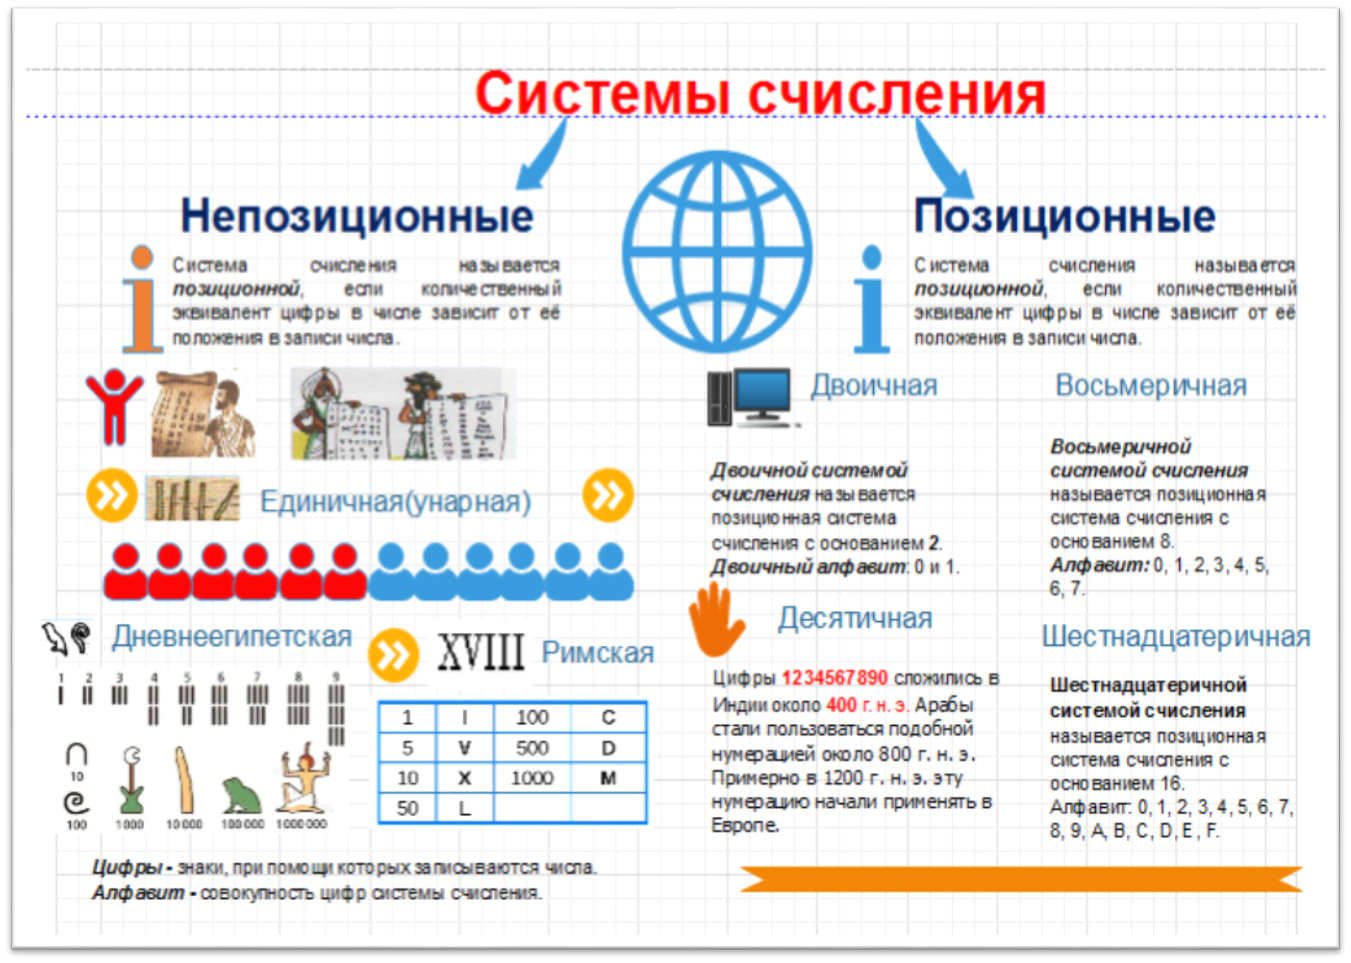 Системы счисления
Непозиционные
Система счисления называется
позиционной, если количественный
эквивалент цифры в числе зависит от её
положения в записи числа.
Единичная(унарная)
Дневнеегипетская
1 2 3 4 5 6 7 8 9
10
100 1000 10000 100000 1000000
XVIII Римская
1 I 100 C
5 V 500 D
10 X 1000 M
50 L
Цифры - знаки, при помощи которых записываются числа.
Алфавит - совокупность цифр системы счисления.
Позиционные
Система счисления называется
позиционной, если количественный
эквивалент цифры в числе зависит от её
положения в записи числа.
Двоичная
Двоичной системой
счисления называется
позиционная система
счисления с основанием 2.
Двоичный алфавит: 0 и 1.
Десятичная
Цифры 1234567890 сложились в
Индии около 400 г. н. э. Арабы
стали пользоваться подобной
нумерацией около 800 г. н. э.
Примерно в 1200 г. н. э. эту
нумерацию начали применять в
Европе.
Восьмеричная
Восьмеричной
системой счисления
называется позиционная
система счисления с
основанием 8.
Алфавит: 0, 1, 2, 3, 4, 5,
6, 7.
Шестнадцатеричная
Шестнадцатеричной
системой счисления
называется позиционная
система счисления с
основанием 16.
Алфавит: 0, 1, 2, 3, 4, 5, 6, 7,
8, 9, A, B, C, D, E, F.